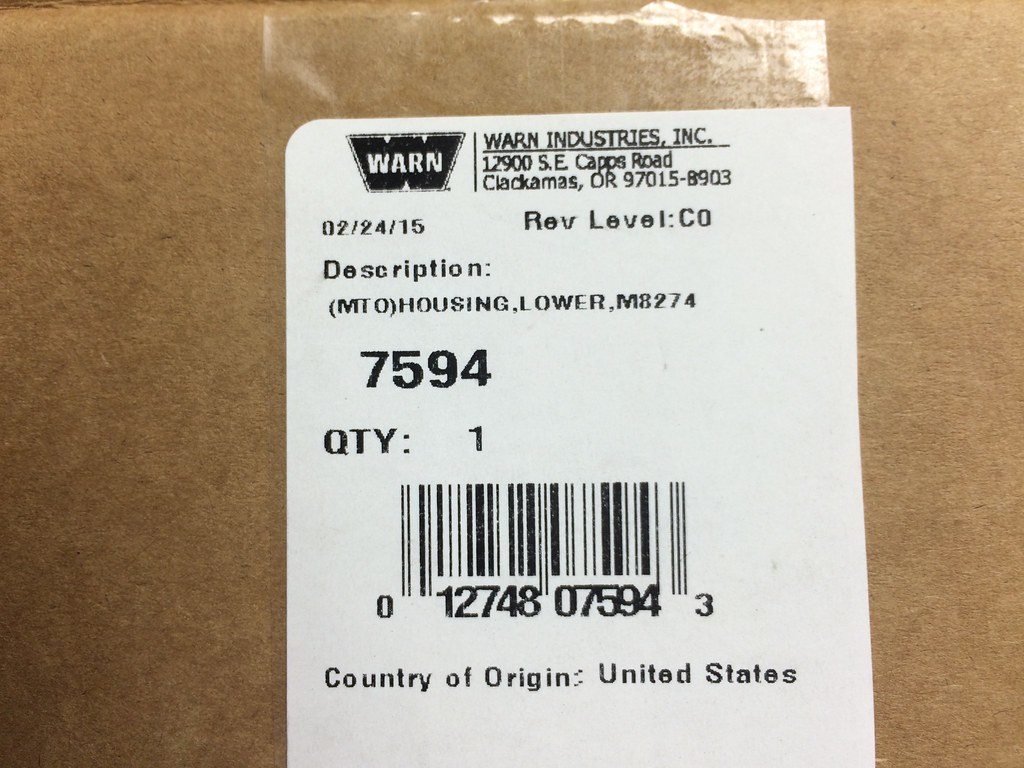 WARN
WARN INDUSTRIES, INC.
12900 S.E. Capps Road
Clackamas, OR 97015-8903
02/24/15 Rev Level:C0
Description:
(MTO)HOUSING,LOWER,M8274
7594
QTY: 1
0 12748 07594 3
Country of Origin: United States